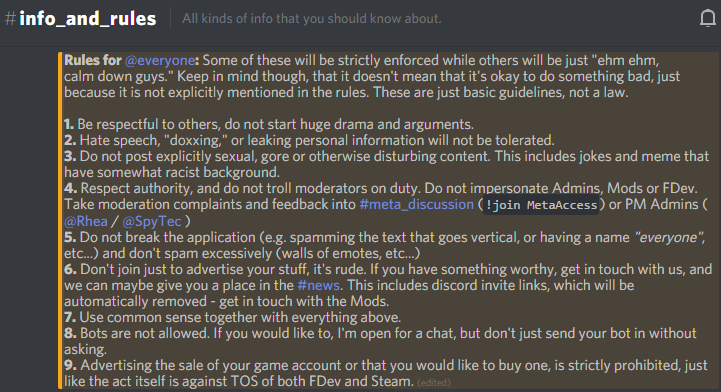 # info_and_rules All kinds of info that you should know about.
Rules for @everyone: Some of these will be strictly enforced while others will be just "ehm ehm,
calm down guys." Keep in mind though, that it doesn't mean that it's okay to do something bad, just
because it is not explicitly mentioned in the rules. These are just basic guidelines, not a law.
1. Be respectful to others, do not start huge drama and arguments.
2. Hate speech, "doxxing," or leaking personal information will not be tolerated.
3. Do not post explicitly sexual, gore or otherwise disturbing content. This includes jokes and meme that
have somewhat racist background.
4. Respect authority, and do not troll moderators on duty. Do not impersonate Admins, Mods or FDev.
Take moderation complaints and feedback into #meta_discussion ( !join MetaAccess ) or PM Admins (
@Rhea / @SpyTec )
5. Do not break the application (e.g. spamming the text that goes vertical, or having a name "everyone",
etc...) and don't spam excessively (walls of emotes, etc...)
6. Don't join just to advertise your stuff, it's rude. If you have something worthy, get in touch with us, and
we can maybe give you a place in the #news. This includes discord invite links, which will be
automatically removed - get in touch with the Mods.
7. Use common sense together with everything above.
8. Bots are not allowed. If you would like to, I'm open for a chat, but don't just send your bot in without
asking.
9. Advertising the sale of your game account or that you would like to buy one, is strictly prohibited, just
like the act itself is against TOS of both FDev and Steam. (edited)